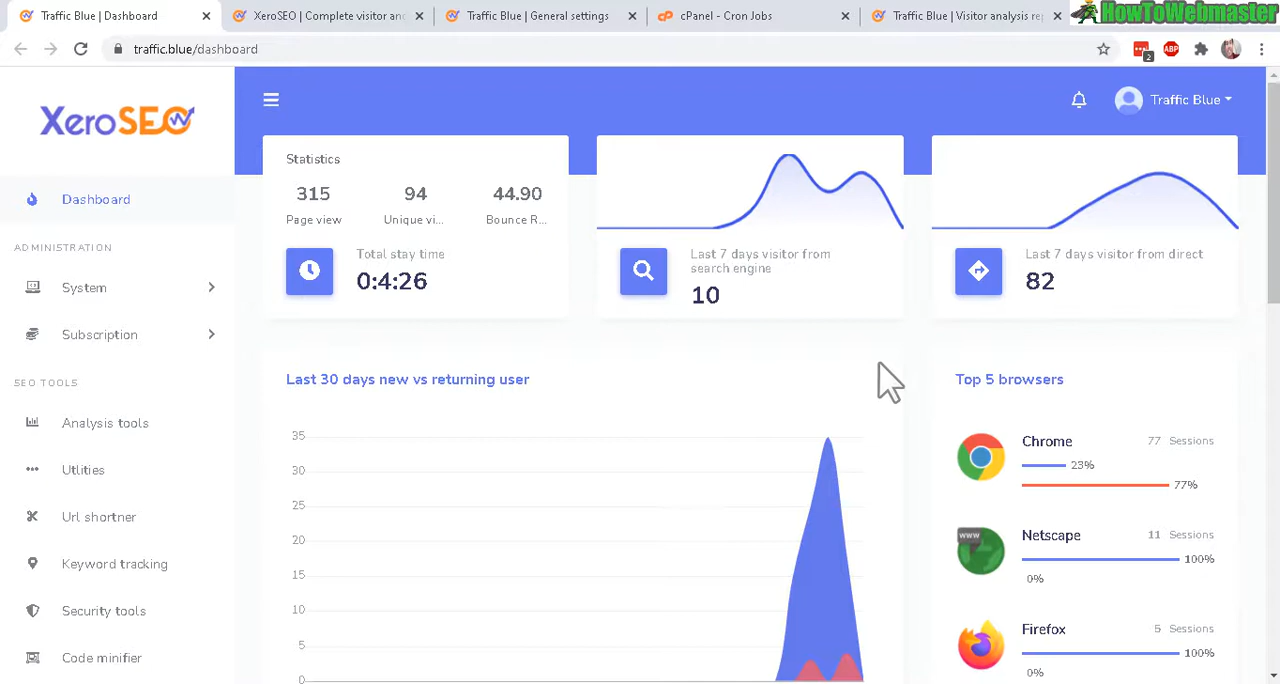 Traffic Blue | Dashboard
XeroSEO | Complete visitor and
Traffic Blue | General settings
cPanel - Cron Jobs
Traffic Blue | Visitor analysis rep
HowToWebmaster
traffic.blue/dashboard
2
ABP
XeroSEO
Traffic Blue
Dashboard
ADMINISTRATION
System
Subscription
SEO TOOLS
Analysis tools
Utlities
Url shortner
Keyword tracking
Security tools
Code minifier
Statistics
315 94 44.90
Page view Unique vi... Bounce R...
Total stay time
0:4:26
Last 7 days visitor from
search engine
10
Last 7 days visitor from direct
82
Last 30 days new vs returning user
35
30
25
20
15
10
5
0
Top 5 browsers
Chrome 77 Sessions
23%
77%
www
Netscape 11 Sessions
100%
0%
Firefox 5 Sessions
100%
0%